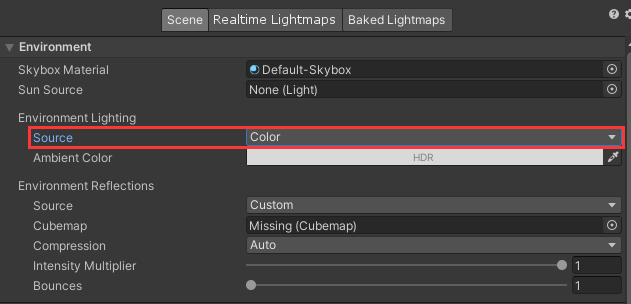 Scene Realtime Lightmaps Baked Lightmaps
Environment
Skybox Material Default-Skybox
Sun Source None (Light)
Environment Lighting
Source Color
Ambient Color HDR
Environment Reflections
Source Custom
Cubemap Missing (Cubemap)
Compression Auto
Intensity Multiplier 1
Bounces 1